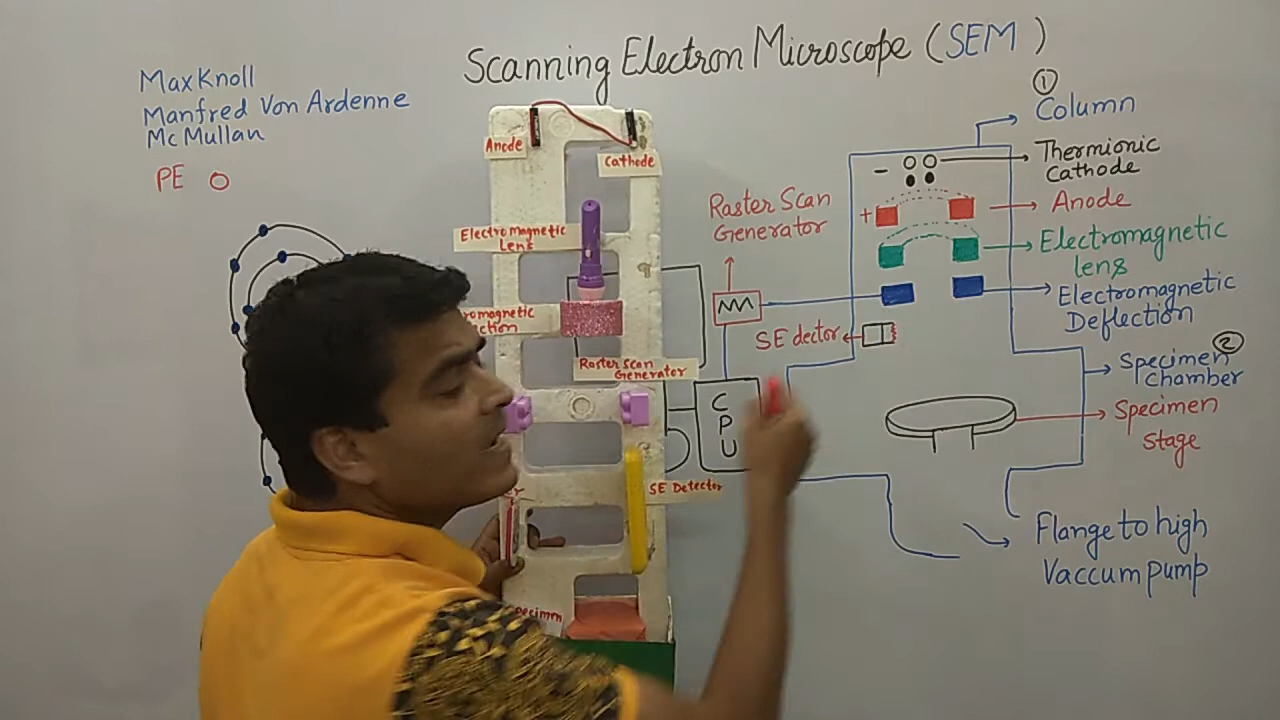 Scanning Electron Microscope (SEM)
Max Knoll
Manfred Von Ardenne
McMullan
PE
Anode
Cathode
Electro Magnetic
Lens
Raster Scan
Generator
SE Detector
Raster Scan
Generator
SE dector
C
P
U
1
Column
Thermionic
Cathode
-
+
Anode
Electromagnetic
lens
Electromagnetic
Deflection
2
Specimen
Chamber
Specimen
Stage
Flange to high
Vaccum pump